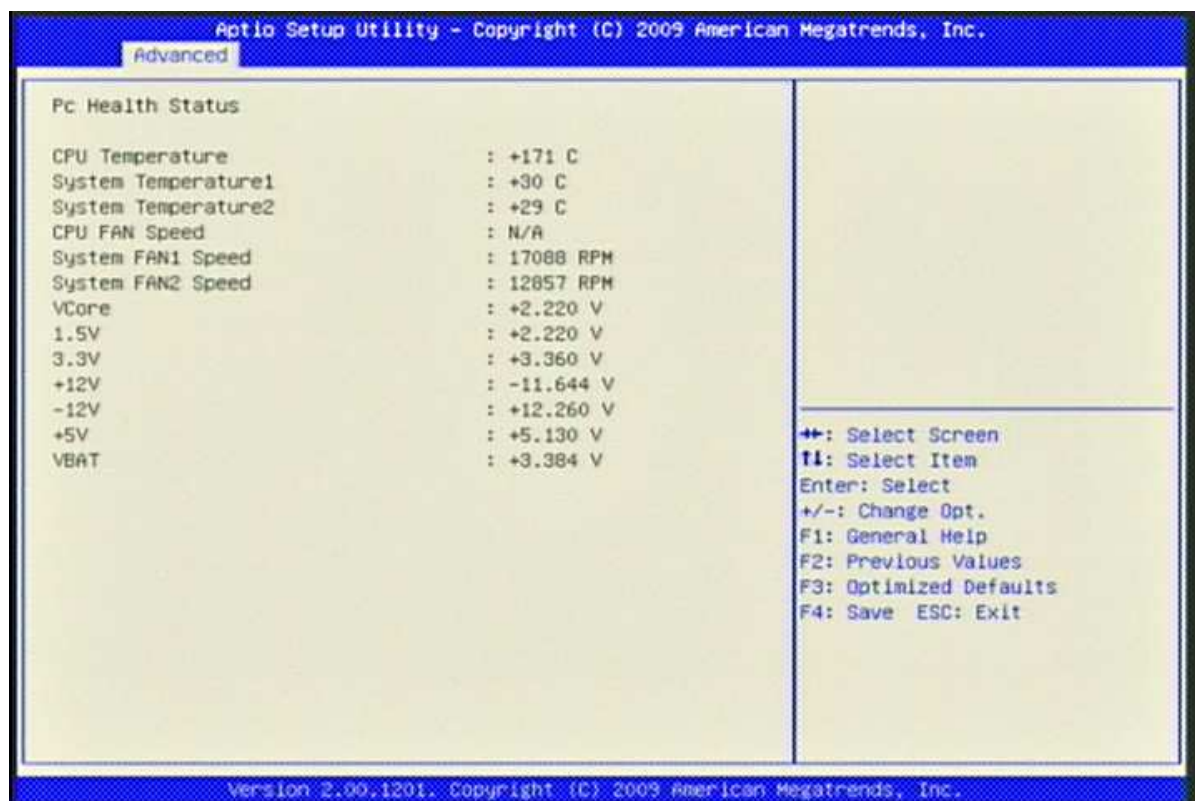 Aptio Setup Utility - Copyright (C) 2009 American Megatrends, Inc.
Advanced
Pc Health Status
CPU Temperature : +171 C
System Temperature1 : +30 C
System Temperature2 : +29 C
CPU FAN Speed : N/A
System FAN1 Speed : 17088 RPM
System FAN2 Speed : 12857 RPM
VCore : +2.220 V
1.5V : +2.220 V
3.3V : +3.360 V
+12V : -11.644 V
-12V : +12.260 V
+5V : +5.130 V
VBAT : +3.384 V
→←: Select Screen
↑↓: Select Item
Enter: Select
+/-: Change Opt.
F1: General Help
F2: Previous Values
F3: Optimized Defaults
F4: Save ESC: Exit
Version 2.00.1201. Copyright (C) 2009 American Megatrends, Inc.